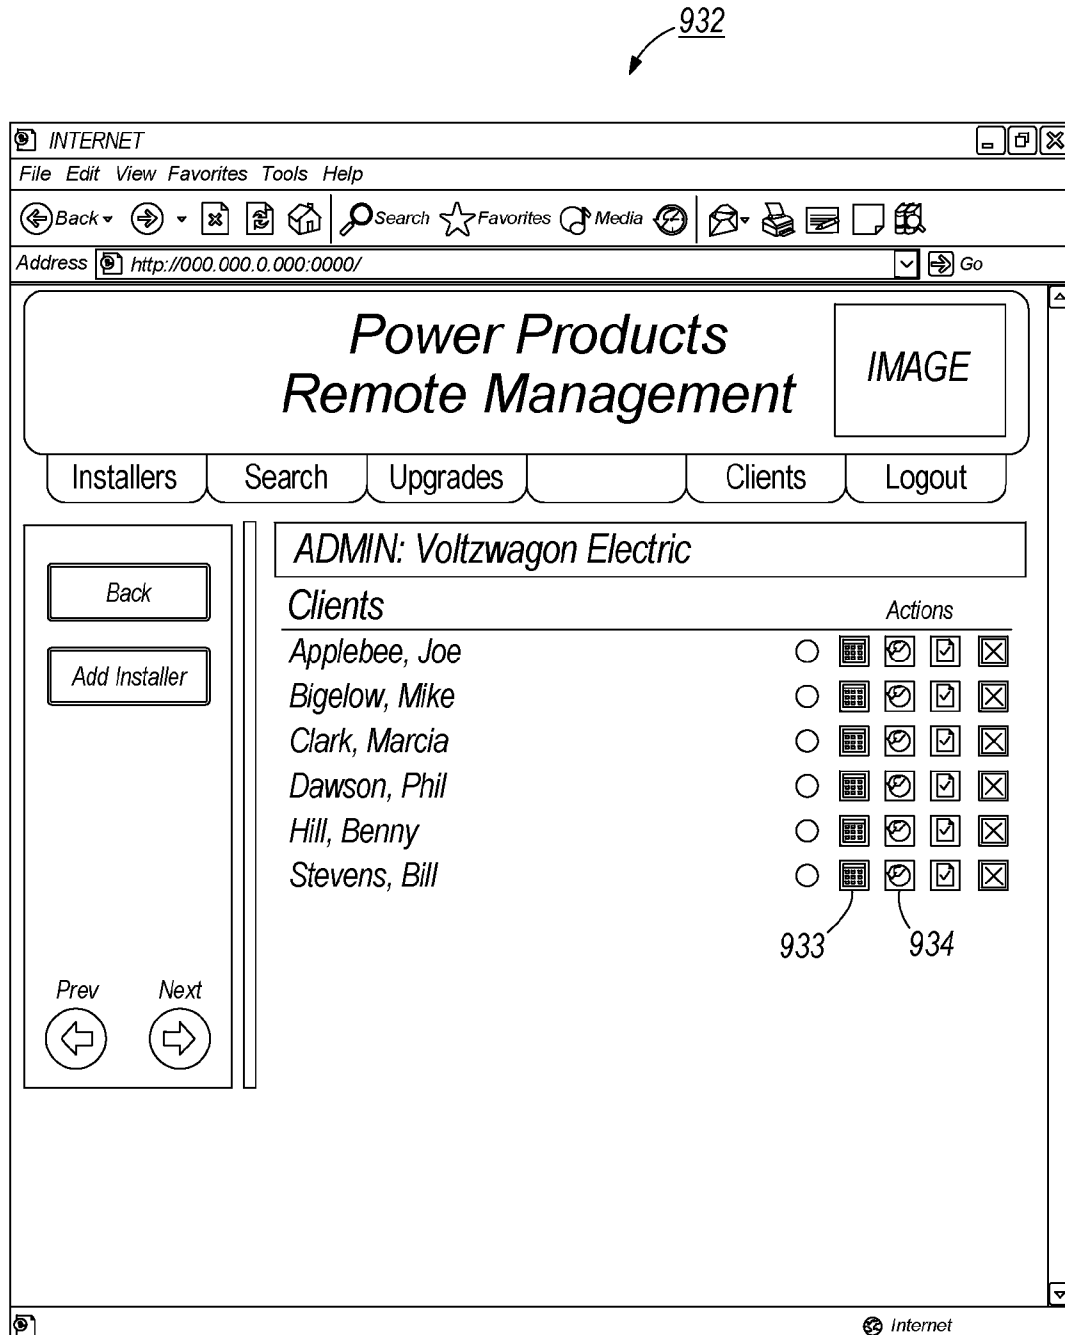 932
INTERNET
File Edit View Favorites Tools Help
Back Search Favorites Media
Address http://000.000.0.000:0000/ Go
Power Products
Remote Management
IMAGE
Installers Search Upgrades Clients Logout
ADMIN: Voltzwagon Electric
Back
Add Installer
Clients Actions
Applebee, Joe
Bigelow, Mike
Clark, Marcia
Dawson, Phil
Hill, Benny
Stevens, Bill
933 934
Prev Next
Internet